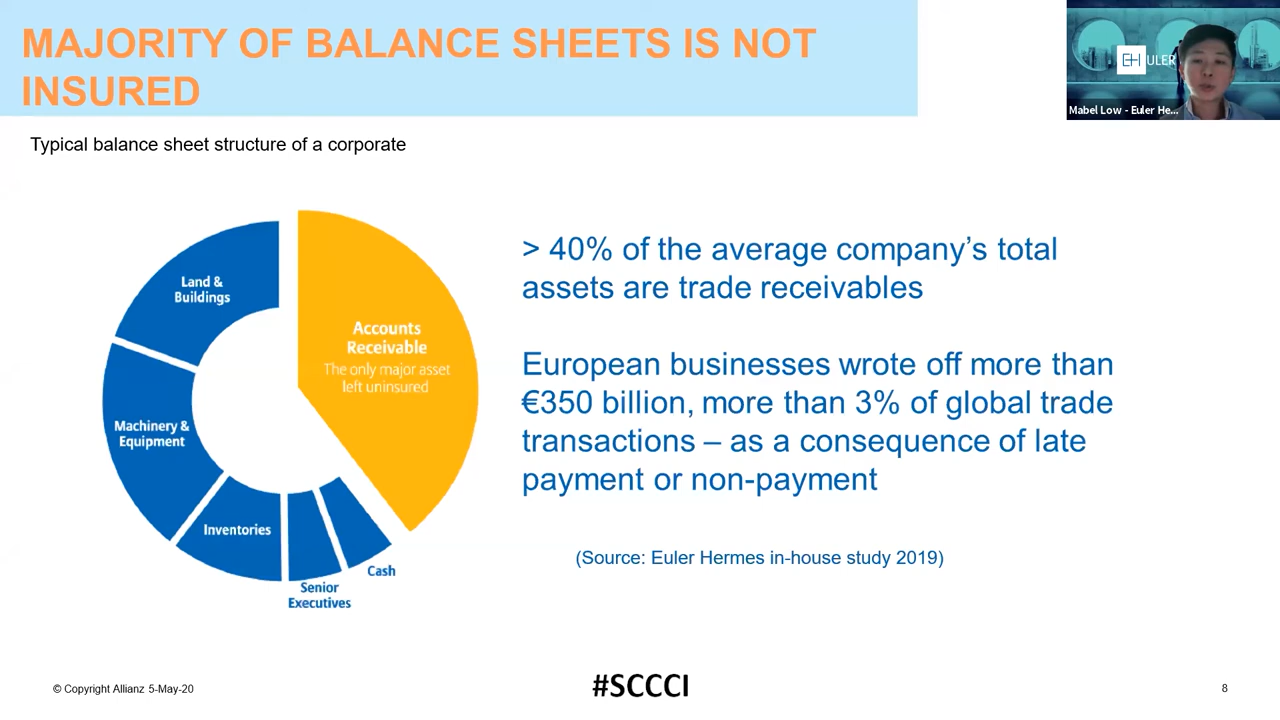 MAJORITY OF BALANCE SHEETS IS NOT
INSURED
EH
ULER
Mabel Low - Euler He...
Typical balance sheet structure of a corporate
Land &
Buildings
Accounts
Receivable
The only major asset
left uninsured
Machinery &
Equipment
Inventories
Senior
Executives
Cash
> 40% of the average company’s total
assets are trade receivables
European businesses wrote off more than
€350 billion, more than 3% of global trade
transactions – as a consequence of late
payment or non-payment
(Source: Euler Hermes in-house study 2019)
© Copyright Allianz 5-May-20
#SCCCI
8